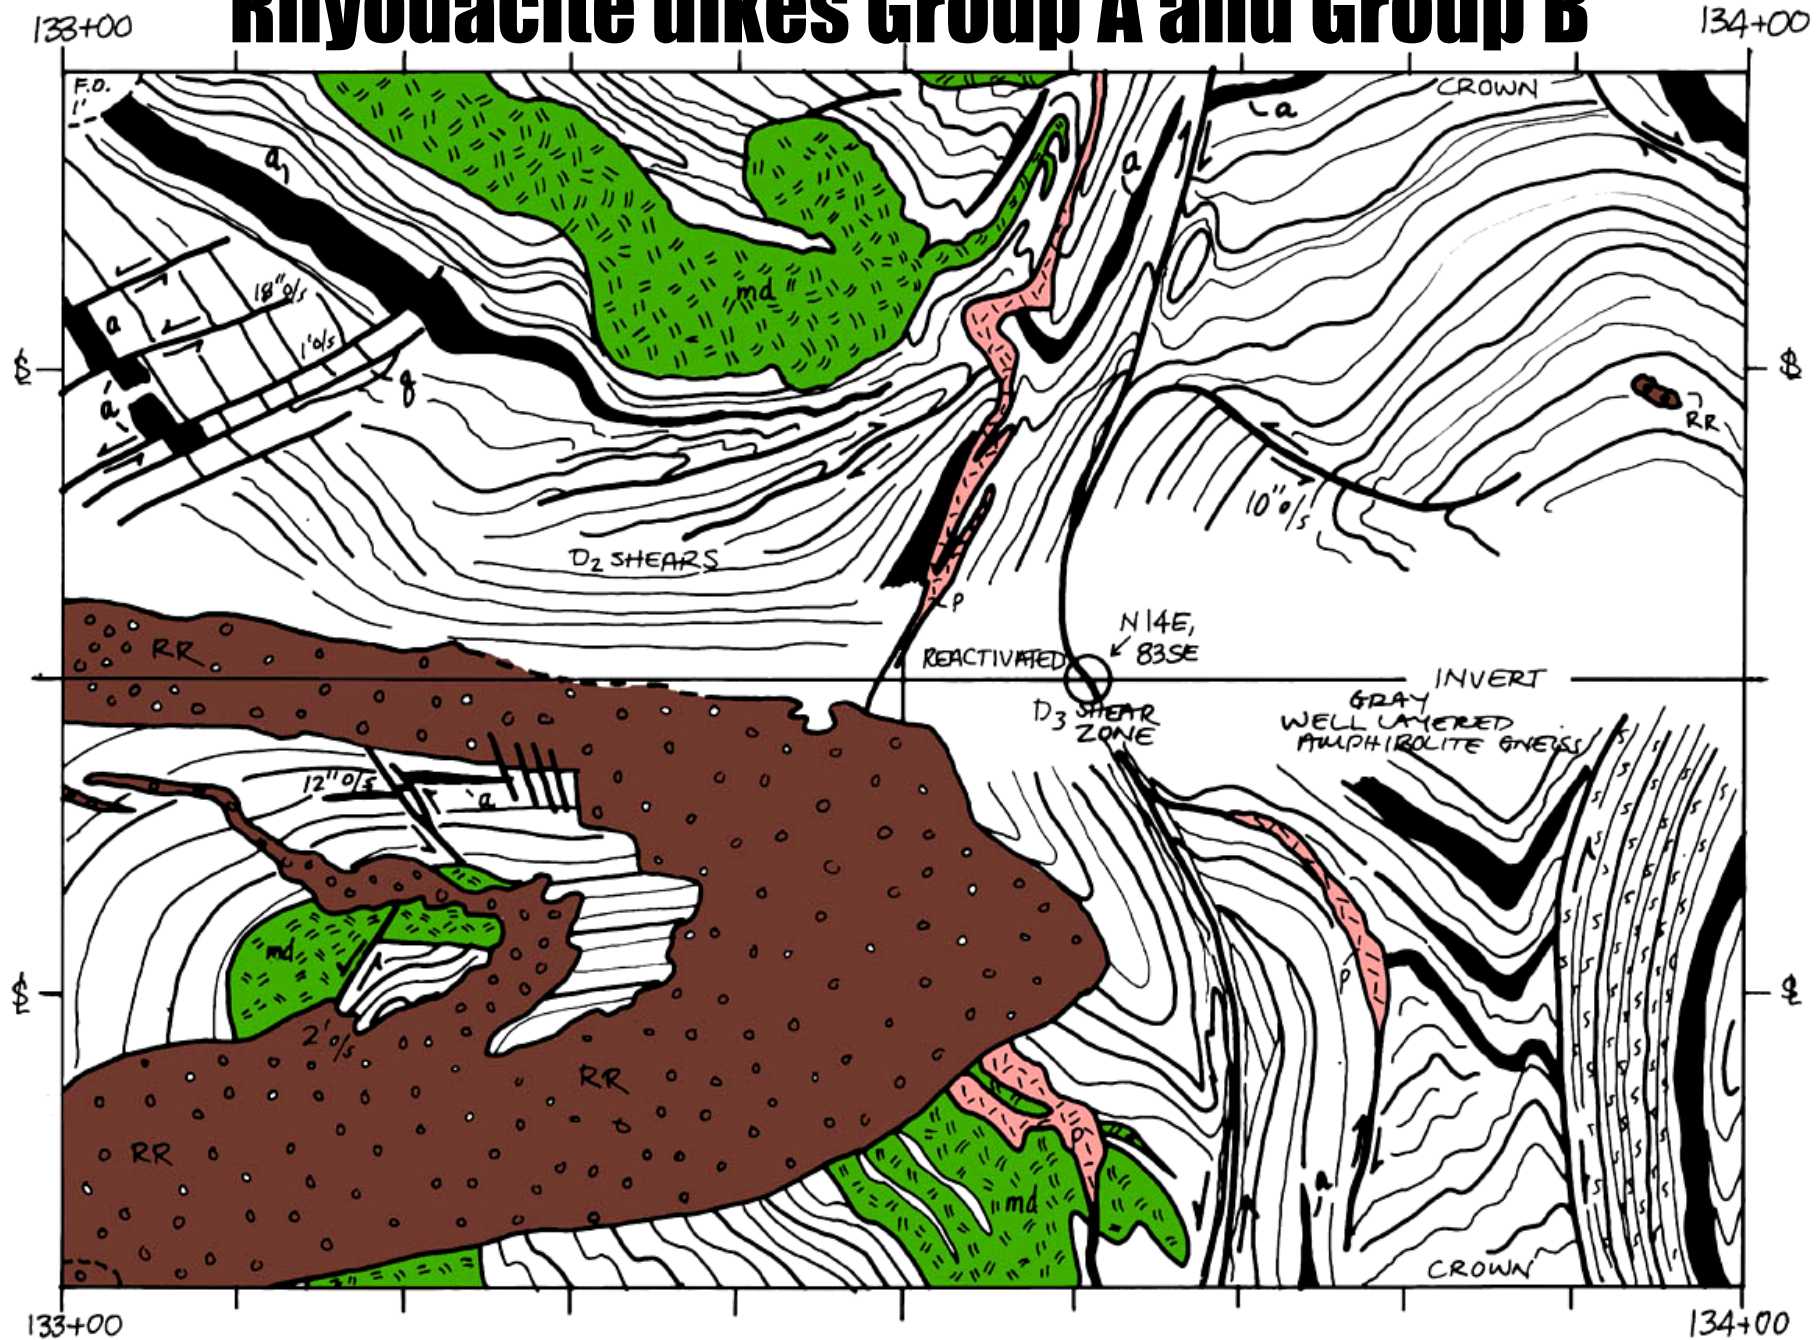 Rhyodacite dikes Group A and Group B
133+00
134+00
F.O.
1'
CROWN
a
a
a
18" o/s
md
a
1' o/s
℄
℄
a
q
RR
10" o/s
D2 SHEARS
P
N14E,
83SE
RR
REACTIVATED
INVERT
D3 SHEAR
ZONE
GRAY
WELL LAYERED
AMPHIBOLITE GNEISS
12" o/s
a
md
P
℄
℄
2' o/s
RR
RR
P
md
a
CROWN
133+00
134+00